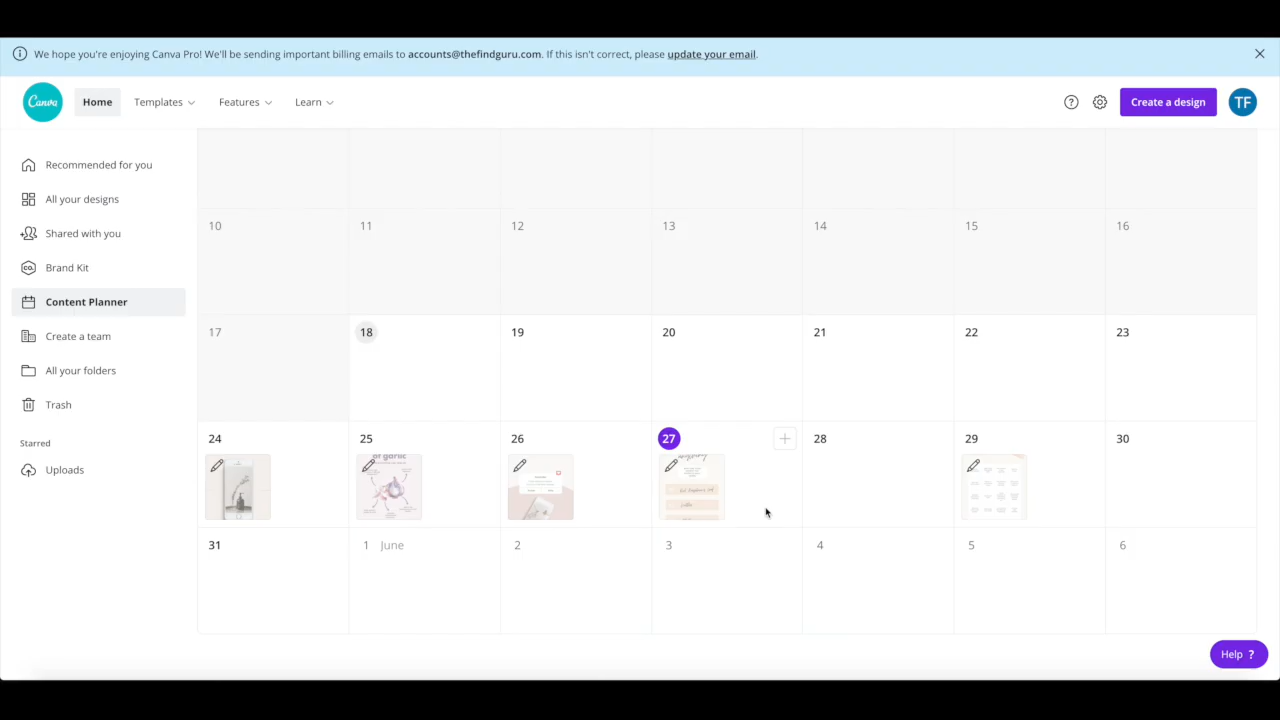 We hope you're enjoying Canva Pro! We'll be sending important billing emails to accounts@thefindguru.com. If this isn't correct, please update your email.
Canva Home Templates Features Learn Create a design TF
Recommended for you
All your designs
Shared with you
Brand Kit
Content Planner
Create a team
All your folders
Trash
Starred
Uploads
10 11 12 13 14 15 16
17 18 19 20 21 22 23
24 25 26 27 28 29 30
of garlic
31 1 June 2 3 4 5 6
Help ?